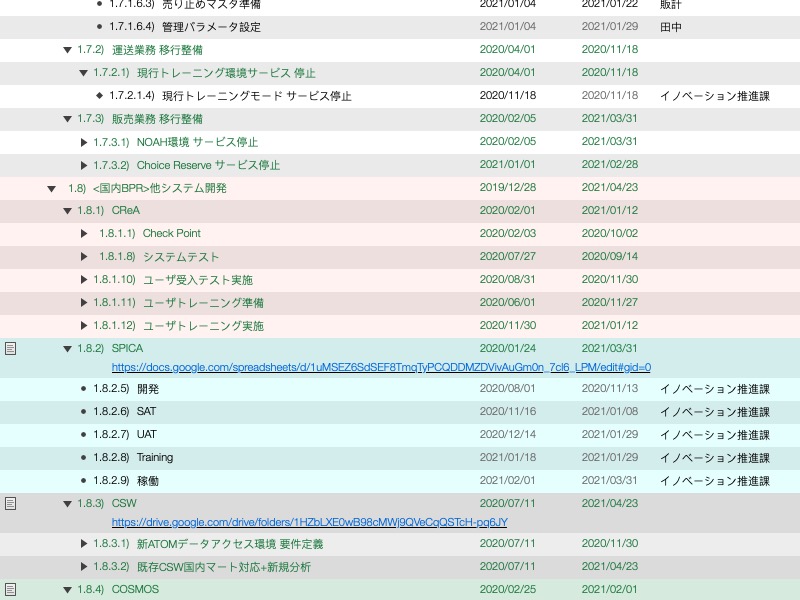 1.7.1.6.3) 売り止めマスタ準備 2021/01/04 2021/01/22 販計
1.7.1.6.4) 管理パラメータ設定 2021/01/04 2021/01/29 田中
1.7.2) 運送業務 移行整備 2020/04/01 2020/11/18
1.7.2.1) 現行トレーニング環境サービス 停止 2020/04/01 2020/11/18
1.7.2.1.4) 現行トレーニングモード サービス停止 2020/11/18 2020/11/18 イノベーション推進課
1.7.3) 販売業務 移行整備 2020/02/05 2021/03/31
1.7.3.1) NOAH環境 サービス停止 2020/02/05 2021/03/31
1.7.3.2) Choice Reserve サービス停止 2021/01/01 2021/02/28
1.8) <国内BPR>他システム開発 2019/12/28 2021/04/23
1.8.1) CReA 2020/02/01 2021/01/12
1.8.1.1) Check Point 2020/02/03 2020/10/02
1.8.1.8) システムテスト 2020/07/27 2020/09/14
1.8.1.10) ユーザ受入テスト実施 2020/08/31 2020/11/30
1.8.1.11) ユーザトレーニング準備 2020/06/01 2020/11/27
1.8.1.12) ユーザトレーニング実施 2020/11/30 2021/01/12
1.8.2) SPICA 2020/01/24 2021/03/31
https://docs.google.com/spreadsheets/d/1uMSEZ6SdSEF8TmqTyPCQDDMZDVivAuGm0n_7cl6_LPM/edit#gid=0
1.8.2.5) 開発 2020/08/01 2020/11/13 イノベーション推進課
1.8.2.6) SAT 2020/11/16 2021/01/08 イノベーション推進課
1.8.2.7) UAT 2020/12/14 2021/01/29 イノベーション推進課
1.8.2.8) Training 2021/01/18 2021/01/29 イノベーション推進課
1.8.2.9) 稼働 2021/02/01 2021/03/31 イノベーション推進課
1.8.3) CSW 2020/07/11 2021/04/23
https://drive.google.com/drive/folders/1HZbLXE0wB98cMWj9QVeCqQSTcH-pq6JY
1.8.3.1) 新ATOMデータアクセス環境 要件定義 2020/07/11 2020/11/30
1.8.3.2) 既存CSW国内マート対応+新規分析 2020/07/11 2021/04/23
1.8.4) COSMOS 2020/02/25 2021/02/01